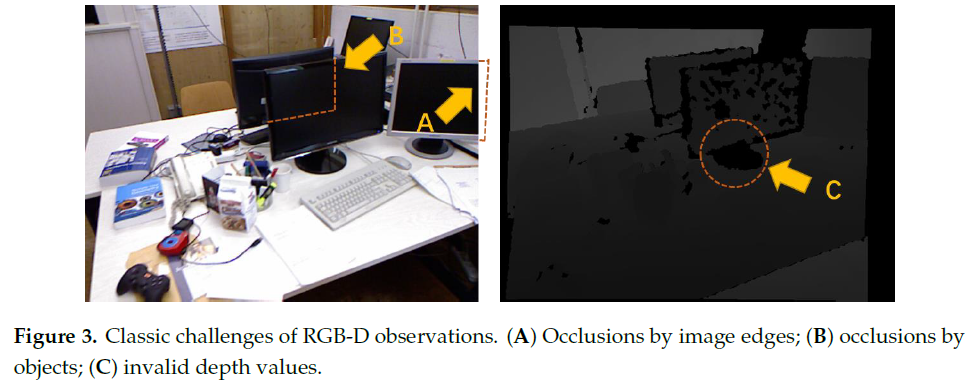 B
A
C
Figure 3. Classic challenges of RGB-D observations. (A) Occlusions by image edges; (B) occlusions by
objects; (C) invalid depth values.